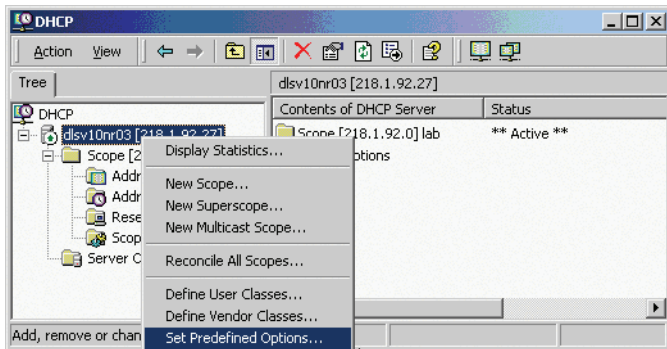 DHCP
Action View
Tree
dlsv10nr03 [218.1.92.27]
DHCP
Contents of DHCP Server Status
dlsv10nr03 [218.1.92.27]
Scope [218.1.92.0] lab ** Active **
Scope [2
Display Statistics...
ptions
Addr
New Scope...
Addr
New Superscope...
Rese
New Multicast Scope...
Scop
Server O
Reconcile All Scopes...
Define User Classes...
Define Vendor Classes...
Add, remove or chan
Set Predefined Options...